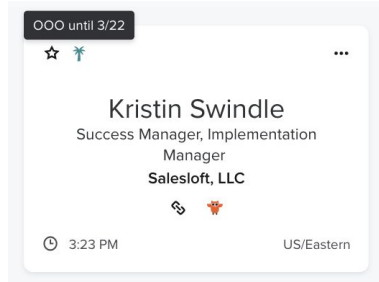 OOO until 3/22
Kristin Swindle
Success Manager, Implementation
Manager
Salesloft, LLC
3:23 PM
US/Eastern